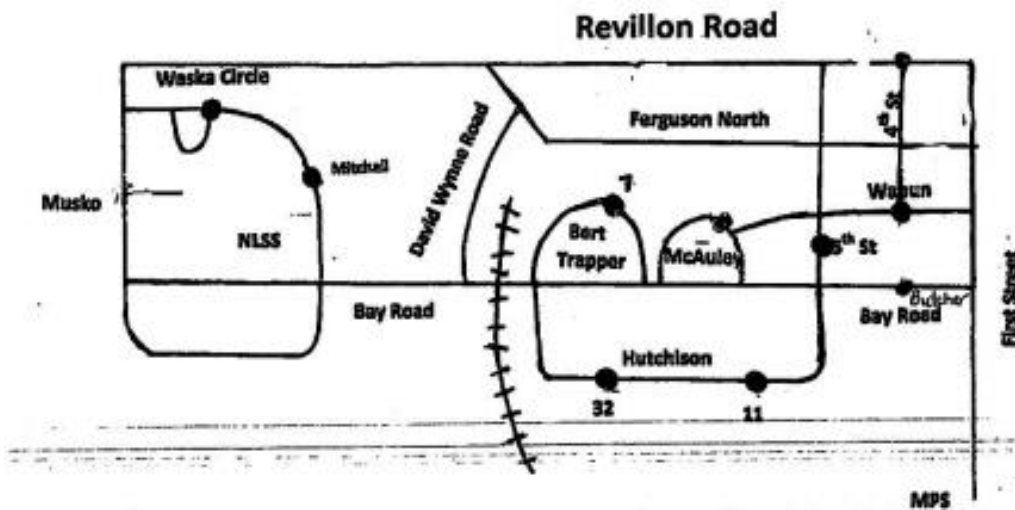 Revillon Road
Waska Circle
4th St
Ferguson North
David Wynne Road
Mitchell
7
Wabun
Musko
NLSS
Bert
Trapper
McAuley
5th St
Butcher
Bay Road
Bay Road
First Street
Hutchison
32
11
MPS